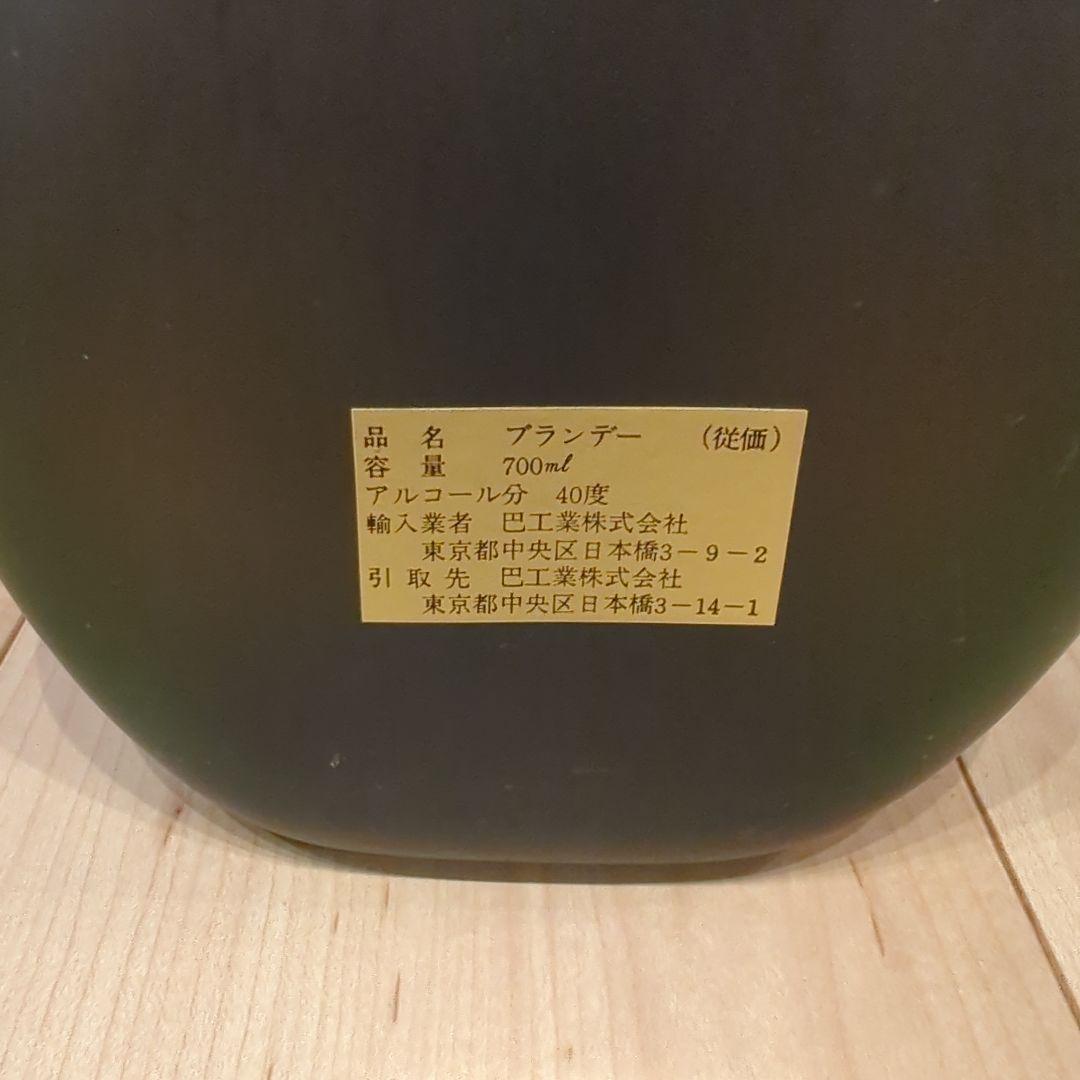 品 名 ブランデー (従価)
容 量 700ml
アルコール分 40度
輸入業者 巴工業株式会社
東京都中央区日本橋3-9-2
引取先 巴工業株式会社
東京都中央区日本橋3-14-1